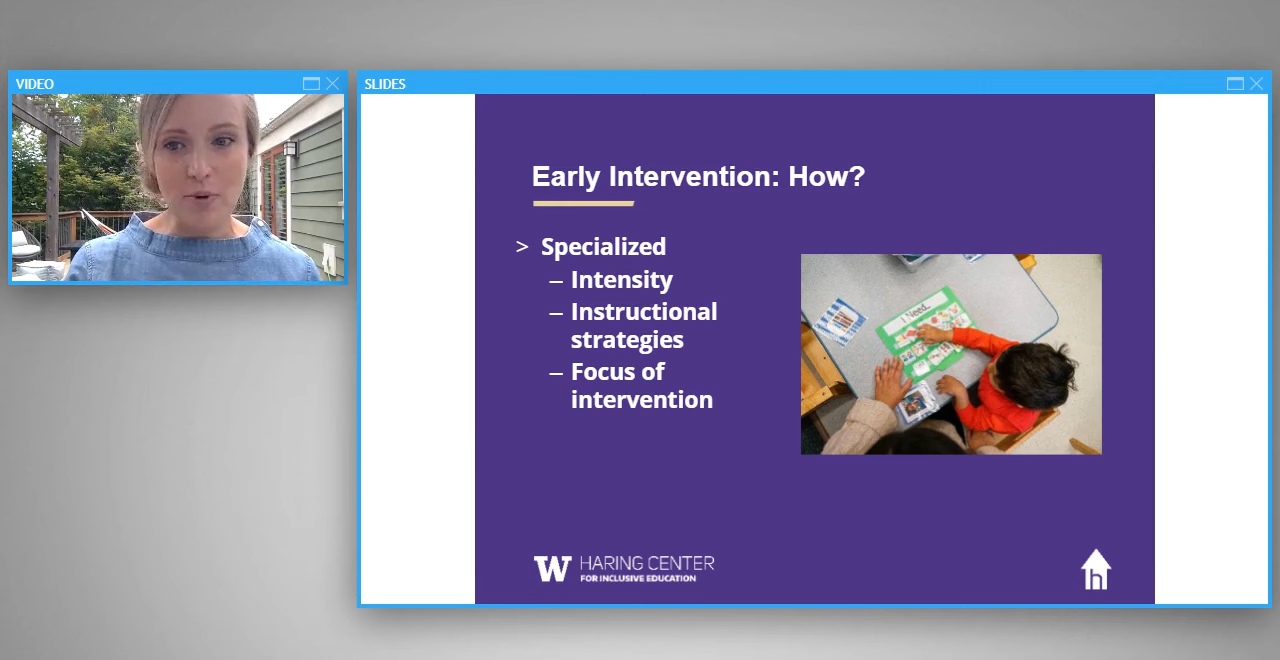 VIDEO
SLIDES
Early Intervention: How?
> Specialized
– Intensity
– Instructional
strategies
– Focus of
intervention
I Need...
W HARING CENTER
FOR INCLUSIVE EDUCATION
h